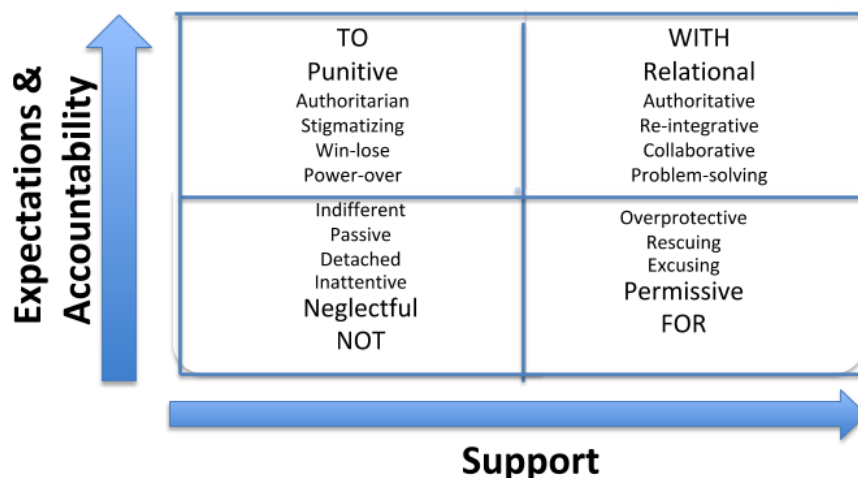 Expectations &
Accountability
TO
Punitive
Authoritarian
Stigmatizing
Win-lose
Power-over
WITH
Relational
Authoritative
Re-integrative
Collaborative
Problem-solving
Indifferent
Passive
Detached
Inattentive
Neglectful
NOT
Overprotective
Rescuing
Excusing
Permissive
FOR
Support